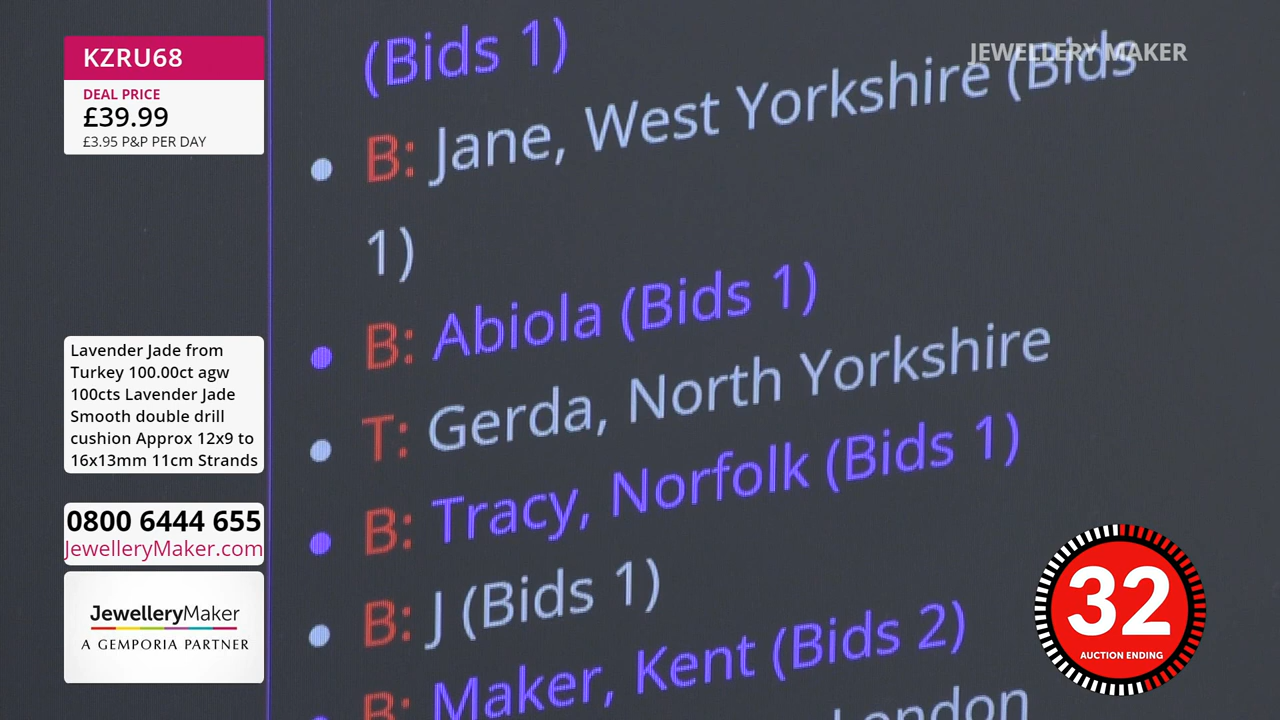 KZRU68
DEAL PRICE
£39.99
£3.95 P&P PER DAY
JEWELLERY MAKER
(Bids 1)
B: Jane, West Yorkshire (Bids
1)
B: Abiola (Bids 1)
T: Gerda, North Yorkshire
B: Tracy, Norfolk (Bids 1)
B: J (Bids 1)
B: Maker, Kent (Bids 2)
London
Lavender Jade from
Turkey 100.00ct agw
100cts Lavender Jade
Smooth double drill
cushion Approx 12x9 to
16x13mm 11cm Strands
0800 6444 655
JewelleryMaker.com
JewelleryMaker
A GEMPORIA PARTNER
32
AUCTION ENDING